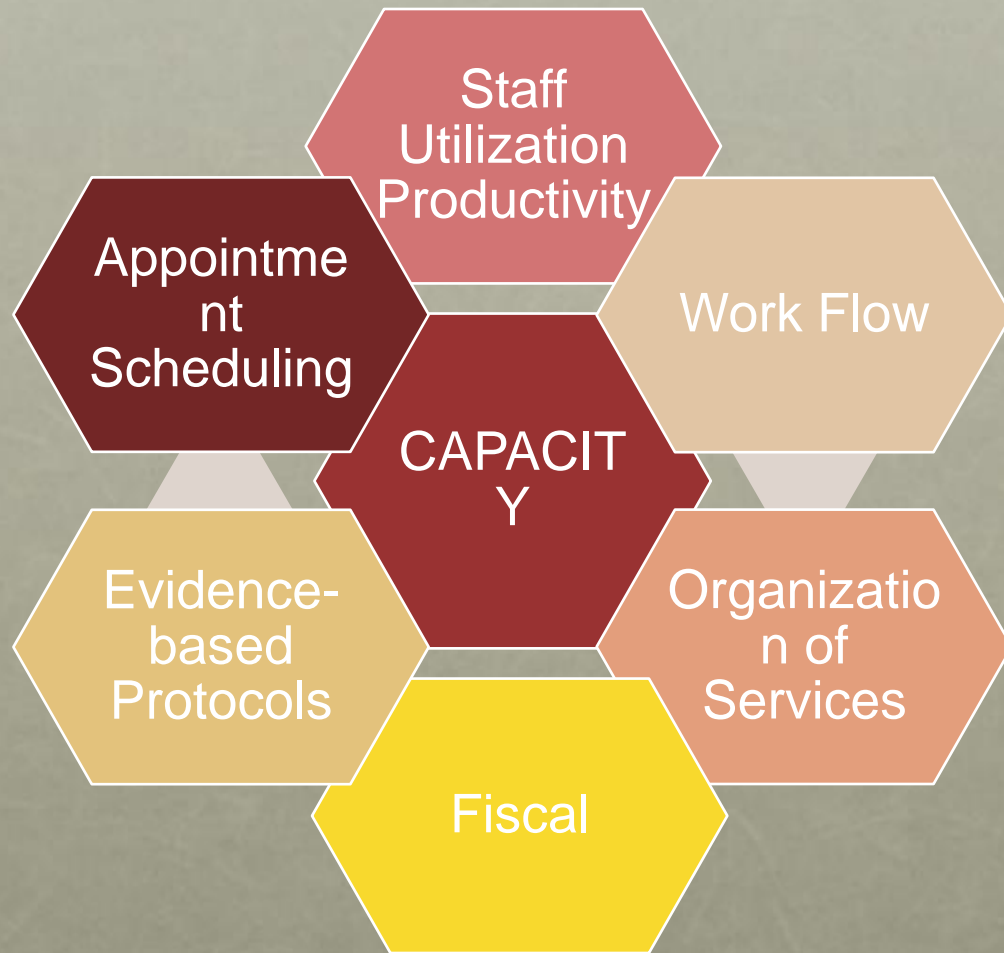 Staff
Utilization
Productivity
Appointme
nt
Scheduling
Work Flow
CAPACIT
Y
Evidence-
based
Protocols
Organizatio
n of
Services
Fiscal